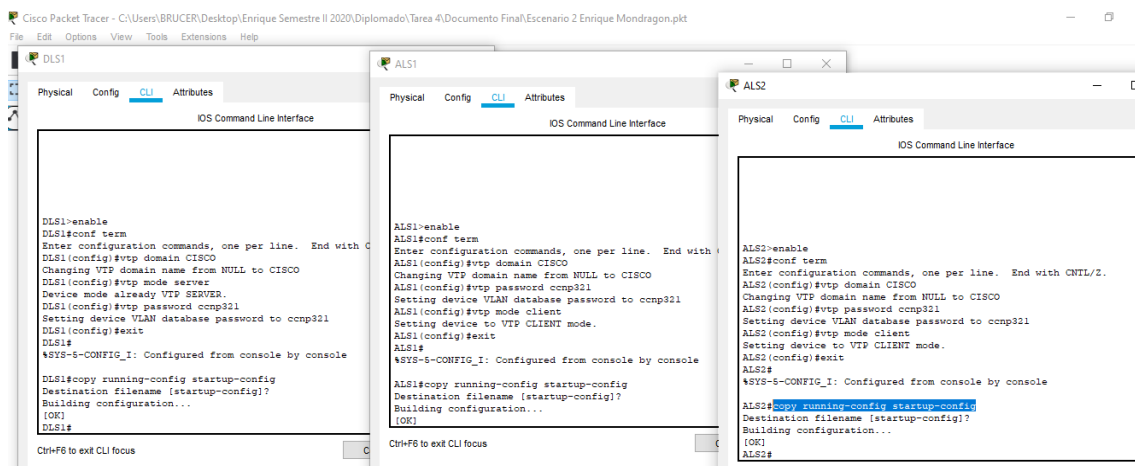 Cisco Packet Tracer - C:\Users\BRUCER\Desktop\Enrique Semestre II 2020\Diplomado\Tarea 4\Documento Final\Escenario 2 Enrique Mondragon.pkt
File Edit Options View Tools Extensions Help
DLS1
Physical Config CLI Attributes
IOS Command Line Interface
DLS1>enable
DLS1#conf term
Enter configuration commands, one per line. End with C
DLS1(config)#vtp domain CISCO
Changing VTP domain name from NULL to CISCO
DLS1(config)#vtp mode server
Device mode already VTP SERVER.
DLS1(config)#vtp password ccnp321
Setting device VLAN database password to ccnp321
DLS1(config)#exit
DLS1#
%SYS-5-CONFIG_I: Configured from console by console
DLS1#copy running-config startup-config
Destination filename [startup-config]?
Building configuration...
[OK]
DLS1#
Ctrl+F6 to exit CLI focus
C
ALS1
Physical Config CLI Attributes
IOS Command Line Interface
ALS1>enable
ALS1#conf term
Enter configuration commands, one per line. End with
ALS1(config)#vtp domain CISCO
Changing VTP domain name from NULL to CISCO
ALS1(config)#vtp password ccnp321
Setting device VLAN database password to ccnp321
ALS1(config)#vtp mode client
Setting device to VTP CLIENT mode.
ALS1(config)#exit
ALS1#
%SYS-5-CONFIG_I: Configured from console by console
ALS1#copy running-config startup-config
Destination filename [startup-config]?
Building configuration...
[OK]
Ctrl+F6 to exit CLI focus
C
ALS2
Physical Config CLI Attributes
IOS Command Line Interface
ALS2>enable
ALS2#conf term
Enter configuration commands, one per line. End with CNTL/Z.
ALS2(config)#vtp domain CISCO
Changing VTP domain name from NULL to CISCO
ALS2(config)#vtp password ccnp321
Setting device VLAN database password to ccnp321
ALS2(config)#vtp mode client
Setting device to VTP CLIENT mode.
ALS2(config)#exit
ALS2#
%SYS-5-CONFIG_I: Configured from console by console
ALS2#copy running-config startup-config
Destination filename [startup-config]?
Building configuration...
[OK]
ALS2#